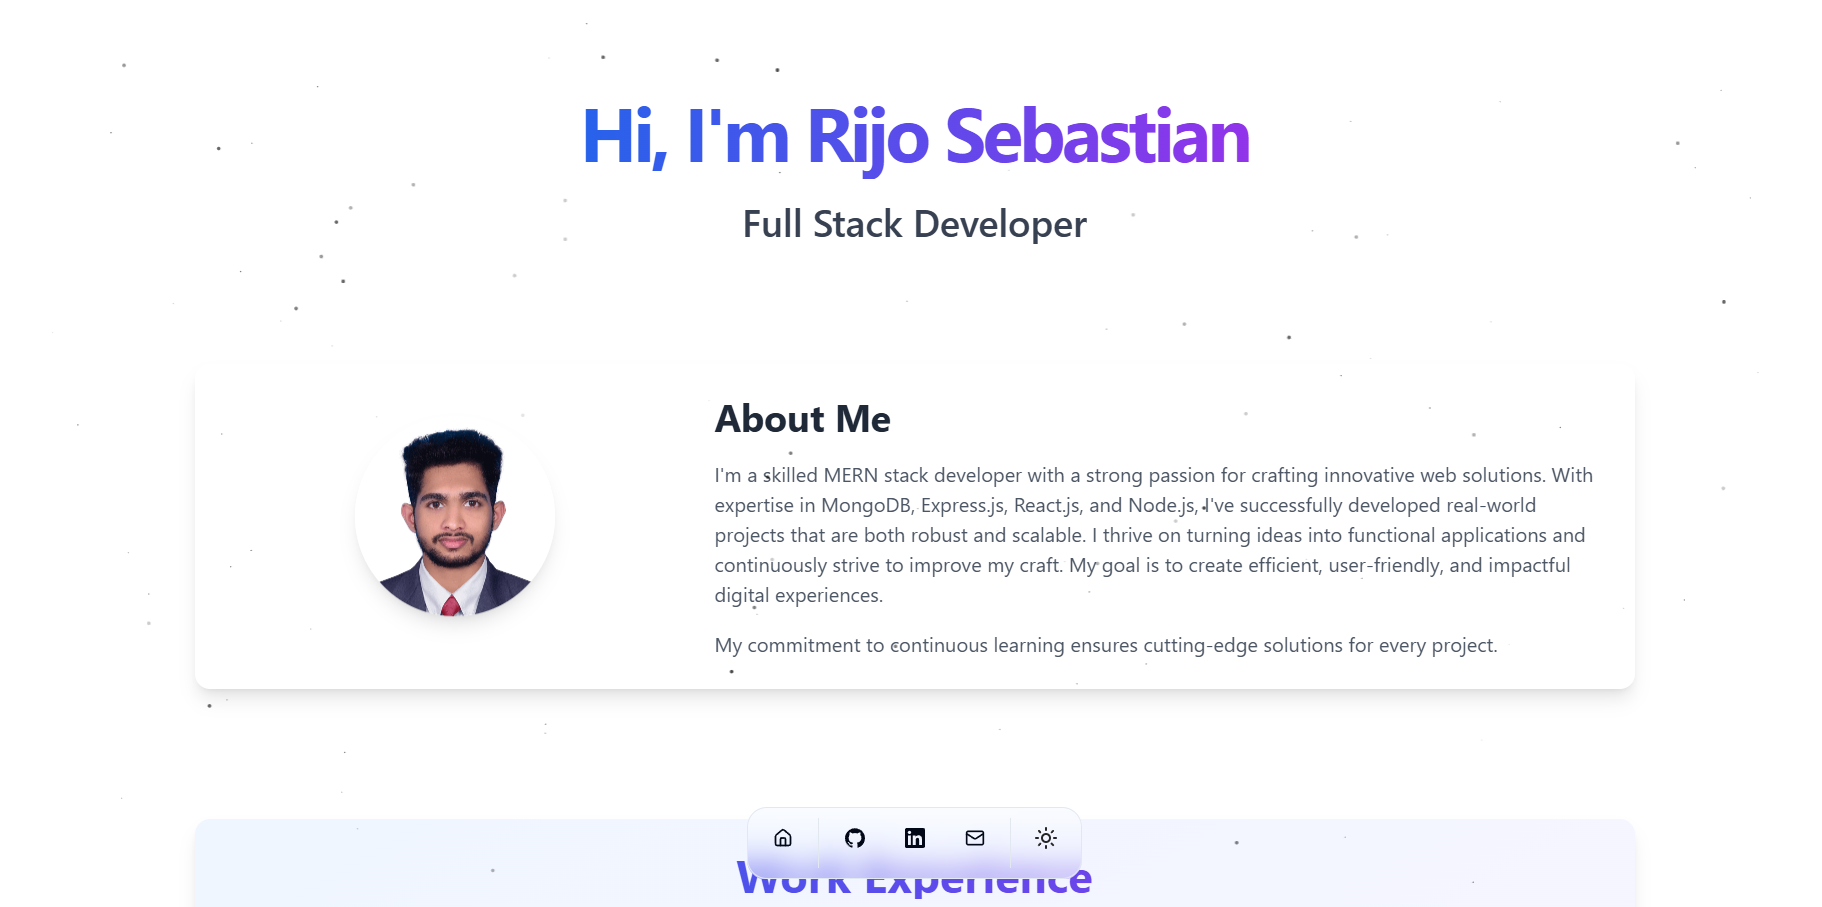 Hi, I'm Rijo Sebastian
Full Stack Developer
About Me
I'm a skilled MERN stack developer with a strong passion for crafting innovative web solutions. With
expertise in MongoDB, Express.js, React.js, and Node.js, I've successfully developed real-world
projects that are both robust and scalable. I thrive on turning ideas into functional applications and
continuously strive to improve my craft. My goal is to create efficient, user-friendly, and impactful
digital experiences.
My commitment to continuous learning ensures cutting-edge solutions for every project.
in
Work Experience